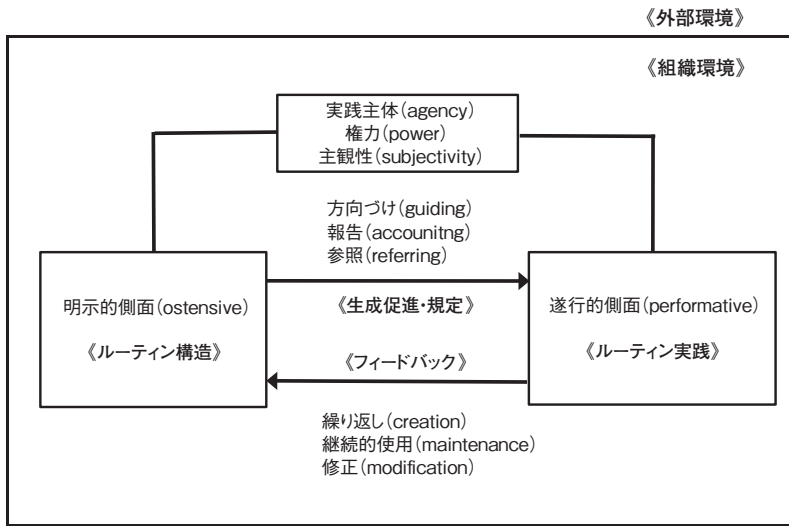 《外部環境》
《組織環境》
実践主体(agency)
権力(power)
主観性(subjectivity)
方向づけ(guiding)
報告(accounitng)
参照(referring)
明示的側面(ostensive)
《ルーティン構造》
《生成促進・規定》
《フィードバック》
遂行的側面(performative)
《ルーティン実践》
繰り返し(creation)
継続的使用(maintenance)
修正(modification)